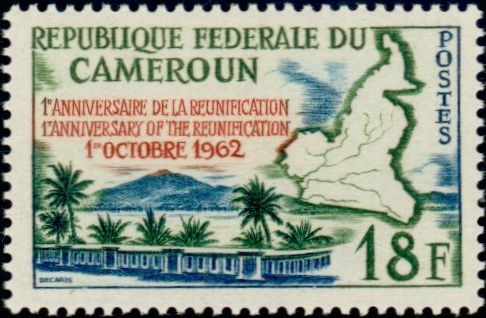 REPUBLIQUE FEDERALE DU
CAMEROUN
POSTES
1er ANNIVERSAIRE DE LA REUNIFICATION
1st ANNIVERSARY OF THE REUNIFICATION
1er OCTOBRE 1962
18F
DECARIS